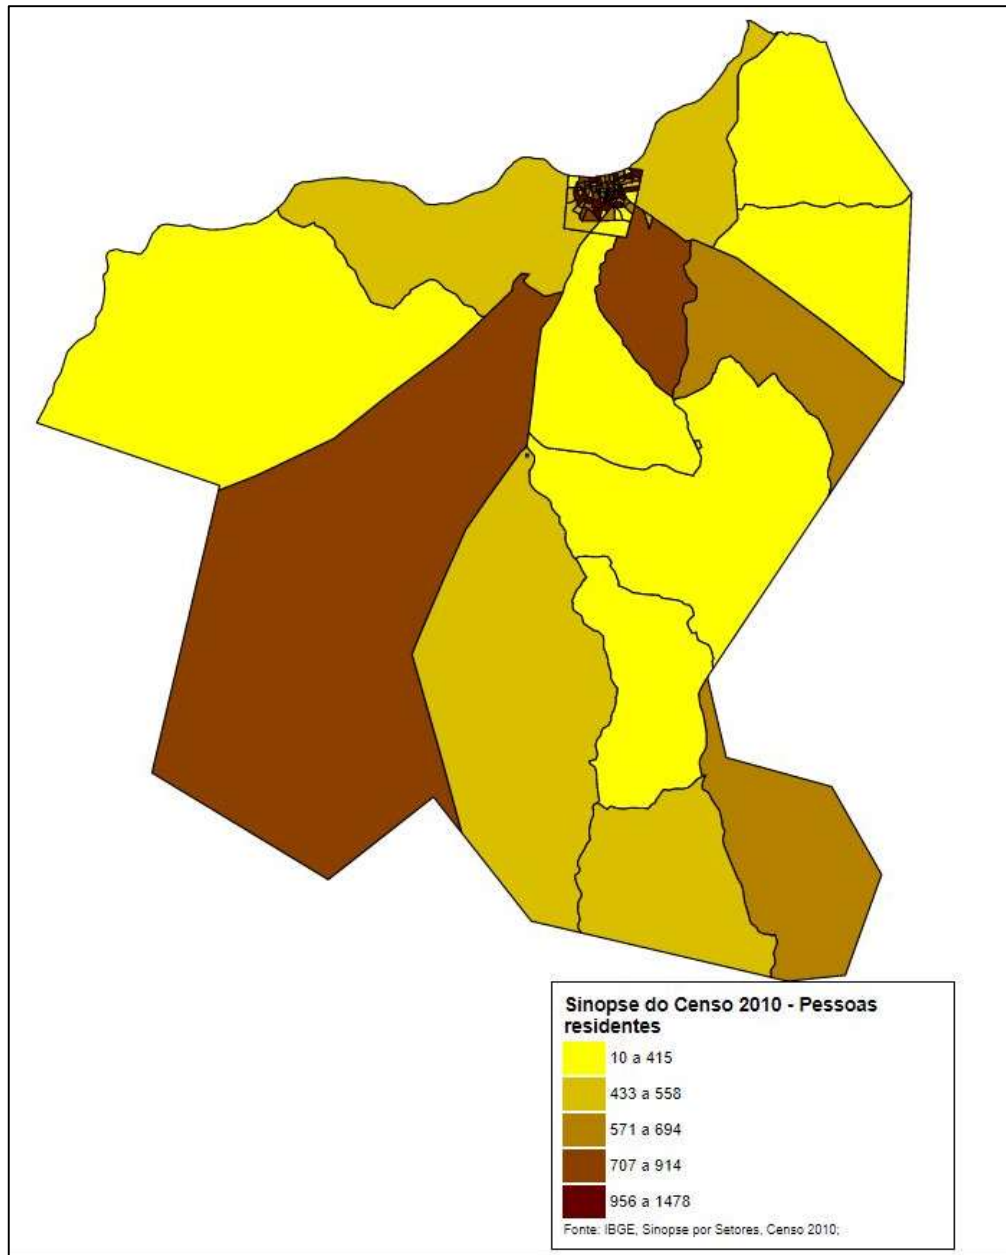 Sinopse do Censo 2010 - Pessoas
residentes
10 a 415
433 a 558
571 a 694
707 a 914
956 a 1478
Fonte: IBGE, Sinopse por Setores, Censo 2010;